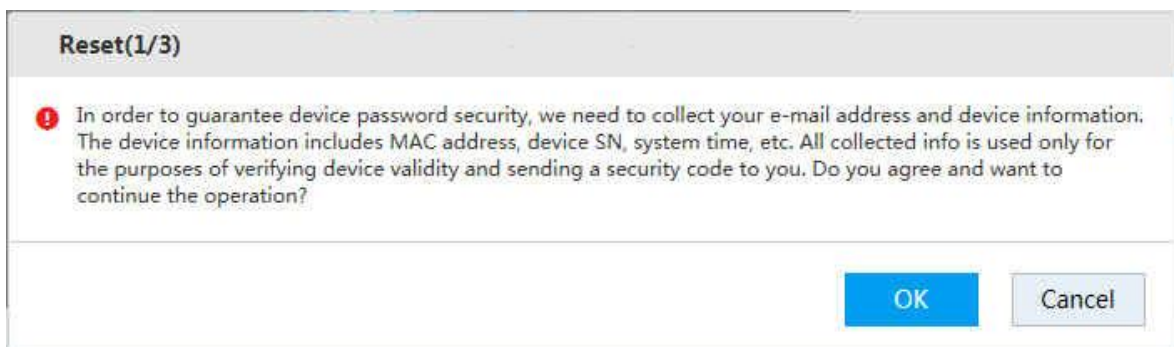 Reset(1/3)
In order to guarantee device password security, we need to collect your e-mail address and device information.
The device information includes MAC address, device SN, system time, etc. All collected info is used only for
the purposes of verifying device validity and sending a security code to you. Do you agree and want to
continue the operation?
OK
Cancel